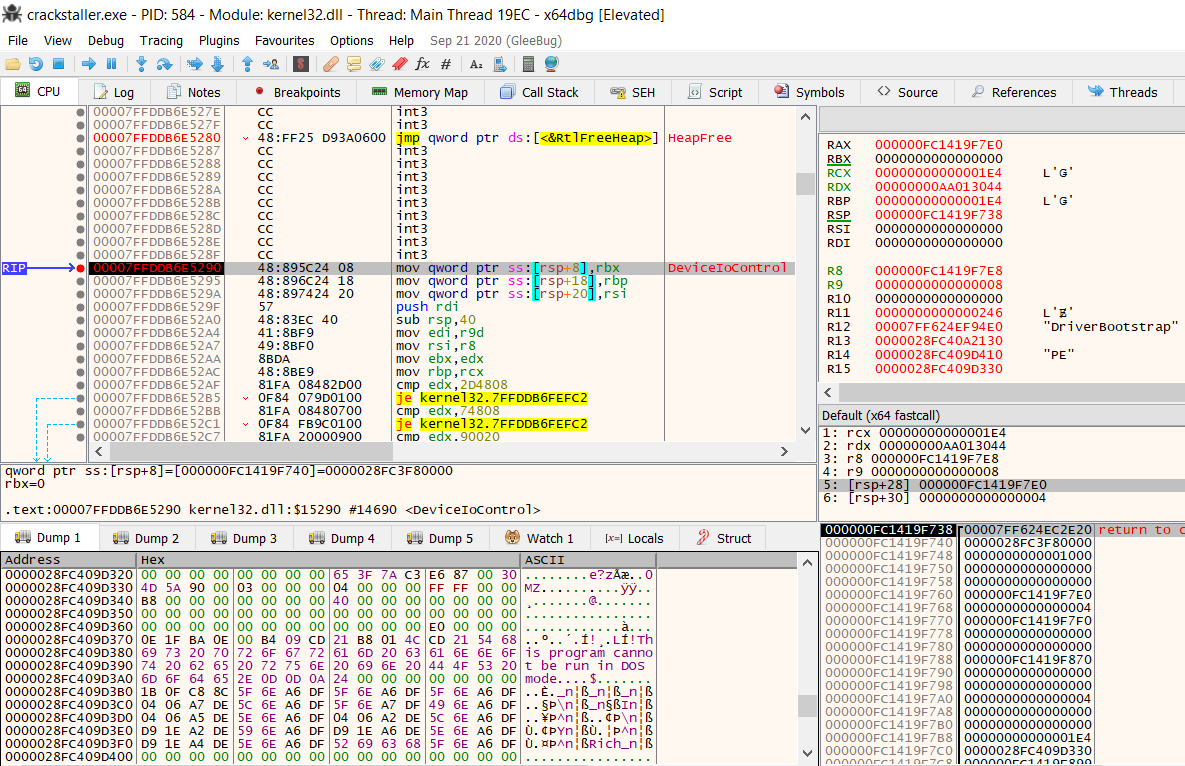 crackstaller.exe - PID: 584 - Module: kernel32.dll - Thread: Main Thread 19EC - x64dbg [Elevated]
File View Debug Tracing Plugins Favourites Options Help Sep 21 2020 (GleeBug)
CPU Log Notes Breakpoints Memory Map Call Stack SEH Script Symbols Source References Threads
00007FFDDB6E527E CC int3
00007FFDDB6E527F CC int3
00007FFDDB6E5280 48:FF25 D93A0600 jmp qword ptr ds:[<&RtlFreeHeap>] HeapFree
00007FFDDB6E5287 CC int3
00007FFDDB6E5288 CC int3
00007FFDDB6E5289 CC int3
00007FFDDB6E528A CC int3
00007FFDDB6E528B CC int3
00007FFDDB6E528C CC int3
00007FFDDB6E528D CC int3
00007FFDDB6E528E CC int3
00007FFDDB6E528F CC int3
RIP 00007FFDDB6E5290 48:895C24 08 mov qword ptr ss:[rsp+8],rbx DeviceIoControl
00007FFDDB6E5295 48:896C24 18 mov qword ptr ss:[rsp+18],rbp
00007FFDDB6E529A 48:897424 20 mov qword ptr ss:[rsp+20],rsi
00007FFDDB6E529F 57 push rdi
00007FFDDB6E52A0 48:83EC 40 sub rsp,40
00007FFDDB6E52A4 41:8BF9 mov edi,r9d
00007FFDDB6E52A7 49:8BF0 mov rsi,r8
00007FFDDB6E52AA 8BDA mov ebx,edx
00007FFDDB6E52AC 48:8BE9 mov rbp,rcx
00007FFDDB6E52AF 81FA 08482D00 cmp edx,2D4808
00007FFDDB6E52B5 0F84 079D0100 je kernel32.7FFDDB6FEFC2
00007FFDDB6E52BB 81FA 08480700 cmp edx,74808
00007FFDDB6E52C1 0F84 FB9C0100 je kernel32.7FFDDB6FEFC2
00007FFDDB6E52C7 81FA 20000900 cmp edx,90020
RAX 000000FC1419F7E0
RBX 0000000000000000
RCX 00000000000001E4 L'Ǥ'
RDX 00000000AA013044
RBP 00000000000001E4 L'Ǥ'
RSP 000000FC1419F738
RSI 0000000000000000
RDI 0000000000000000
R8 000000FC1419F7E8
R9 0000000000000008
R10 0000000000000000
R11 0000000000000246 L'Ɇ'
R12 00007FF624EF94E0 "DriverBootstrap"
R13 0000028FC40A2130
R14 0000028FC409D410 "PE"
R15 0000028FC409D330
Default (x64 fastcall)
1: rcx 00000000000001E4
2: rdx 00000000AA013044
3: r8 000000FC1419F7E8
4: r9 0000000000000008
5: [rsp+28] 000000FC1419F7E0
6: [rsp+30] 0000000000000004
qword ptr ss:[rsp+8]=[000000FC1419F740]=0000028FC3F80000
rbx=0
.text:00007FFDDB6E5290 kernel32.dll:$15290 #14690 <DeviceIoControl>
Dump 1 Dump 2 Dump 3 Dump 4 Dump 5 Watch 1 [x=] Locals Struct
Address Hex ASCII
0000028FC409D320 00 00 00 00 00 00 00 00 65 3F 7A C3 E6 87 00 30 ........e?zÃæ..0
0000028FC409D330 4D 5A 90 00 03 00 00 00 04 00 00 00 FF FF 00 00 MZ..........ÿÿ..
0000028FC409D340 B8 00 00 00 00 00 00 00 40 00 00 00 00 00 00 00 ¸.......@.......
0000028FC409D350 00 00 00 00 00 00 00 00 00 00 00 00 00 00 00 00 ................
0000028FC409D360 00 00 00 00 00 00 00 00 00 00 00 00 E0 00 00 00 ............à...
0000028FC409D370 0E 1F BA 0E 00 B4 09 CD 21 B8 01 4C CD 21 54 68 ..º..´.Í!¸.LÍ!Th
0000028FC409D380 69 73 20 70 72 6F 67 72 61 6D 20 63 61 6E 6E 6F is program canno
0000028FC409D390 74 20 62 65 20 72 75 6E 20 69 6E 20 44 4F 53 20 t be run in DOS
0000028FC409D3A0 6D 6F 64 65 2E 0D 0D 0A 24 00 00 00 00 00 00 00 mode....$.......
0000028FC409D3B0 1B 0F C8 8C 5F 6E A6 DF 5F 6E A6 DF 5F 6E A6 DF ..È._n¦ß_n¦ß_n¦ß
0000028FC409D3C0 04 06 A7 DE 5C 6E A6 DF 5F 6E A7 DF 49 6E A6 DF ..§Þ\n¦ß_n§ßIn¦ß
0000028FC409D3D0 04 06 A5 DE 5E 6E A6 DF 04 06 A2 DE 5C 6E A6 DF ..¥Þ^n¦ß..¢Þ\n¦ß
0000028FC409D3E0 D9 1E A2 DE 59 6E A6 DF D9 1E A6 DE 5E 6E A6 DF Ù.¢ÞYn¦ßÙ.¦Þ^n¦ß
0000028FC409D3F0 D9 1E A4 DE 5E 6E A6 DF 52 69 63 68 5F 6E A6 DF Ù.¤Þ^n¦ßRich_n¦ß
0000028FC409D400 00 00 00 00 00 00 00 00 00 00 00 00 00 00 00 00 ................
000000FC1419F738 00007FF624EC2E20 return to c
000000FC1419F740 0000028FC3F80000
000000FC1419F748 0000000000001000
000000FC1419F750 0000000000000000
000000FC1419F758 0000000000000000
000000FC1419F760 000000FC1419F7E0
000000FC1419F768 0000000000000004
000000FC1419F770 000000FC1419F7F0
000000FC1419F778 0000000000000000
000000FC1419F780 0000000000000000
000000FC1419F788 000000FC1419F870
000000FC1419F790 0000000000000000
000000FC1419F798 0000000000000000
000000FC1419F7A0 0000000000000004
000000FC1419F7A8 0000000000000000
000000FC1419F7B0 0000000000000000
000000FC1419F7B8 00000000000001E4
000000FC1419F7C0 0000028FC409D330
000000FC1419F7C8 000000FC1419F899